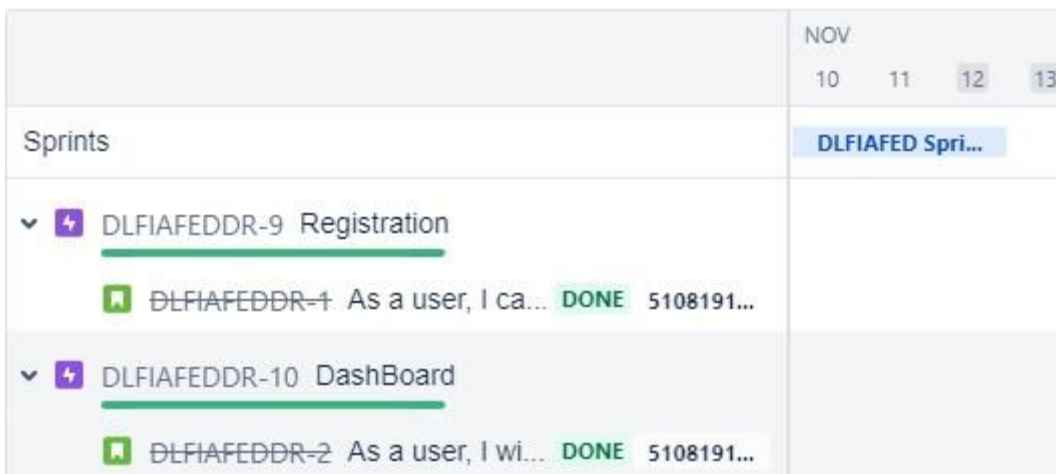 NOV
10 11 12 13
Sprints
DLFIAFED Spri...
DLFIAFEDDR-9 Registration
DLFIAFEDDR-1 As a user, I ca... DONE 5108191...
DLFIAFEDDR-10 DashBoard
DLFIAFEDDR-2 As a user, I wi... DONE 5108191...